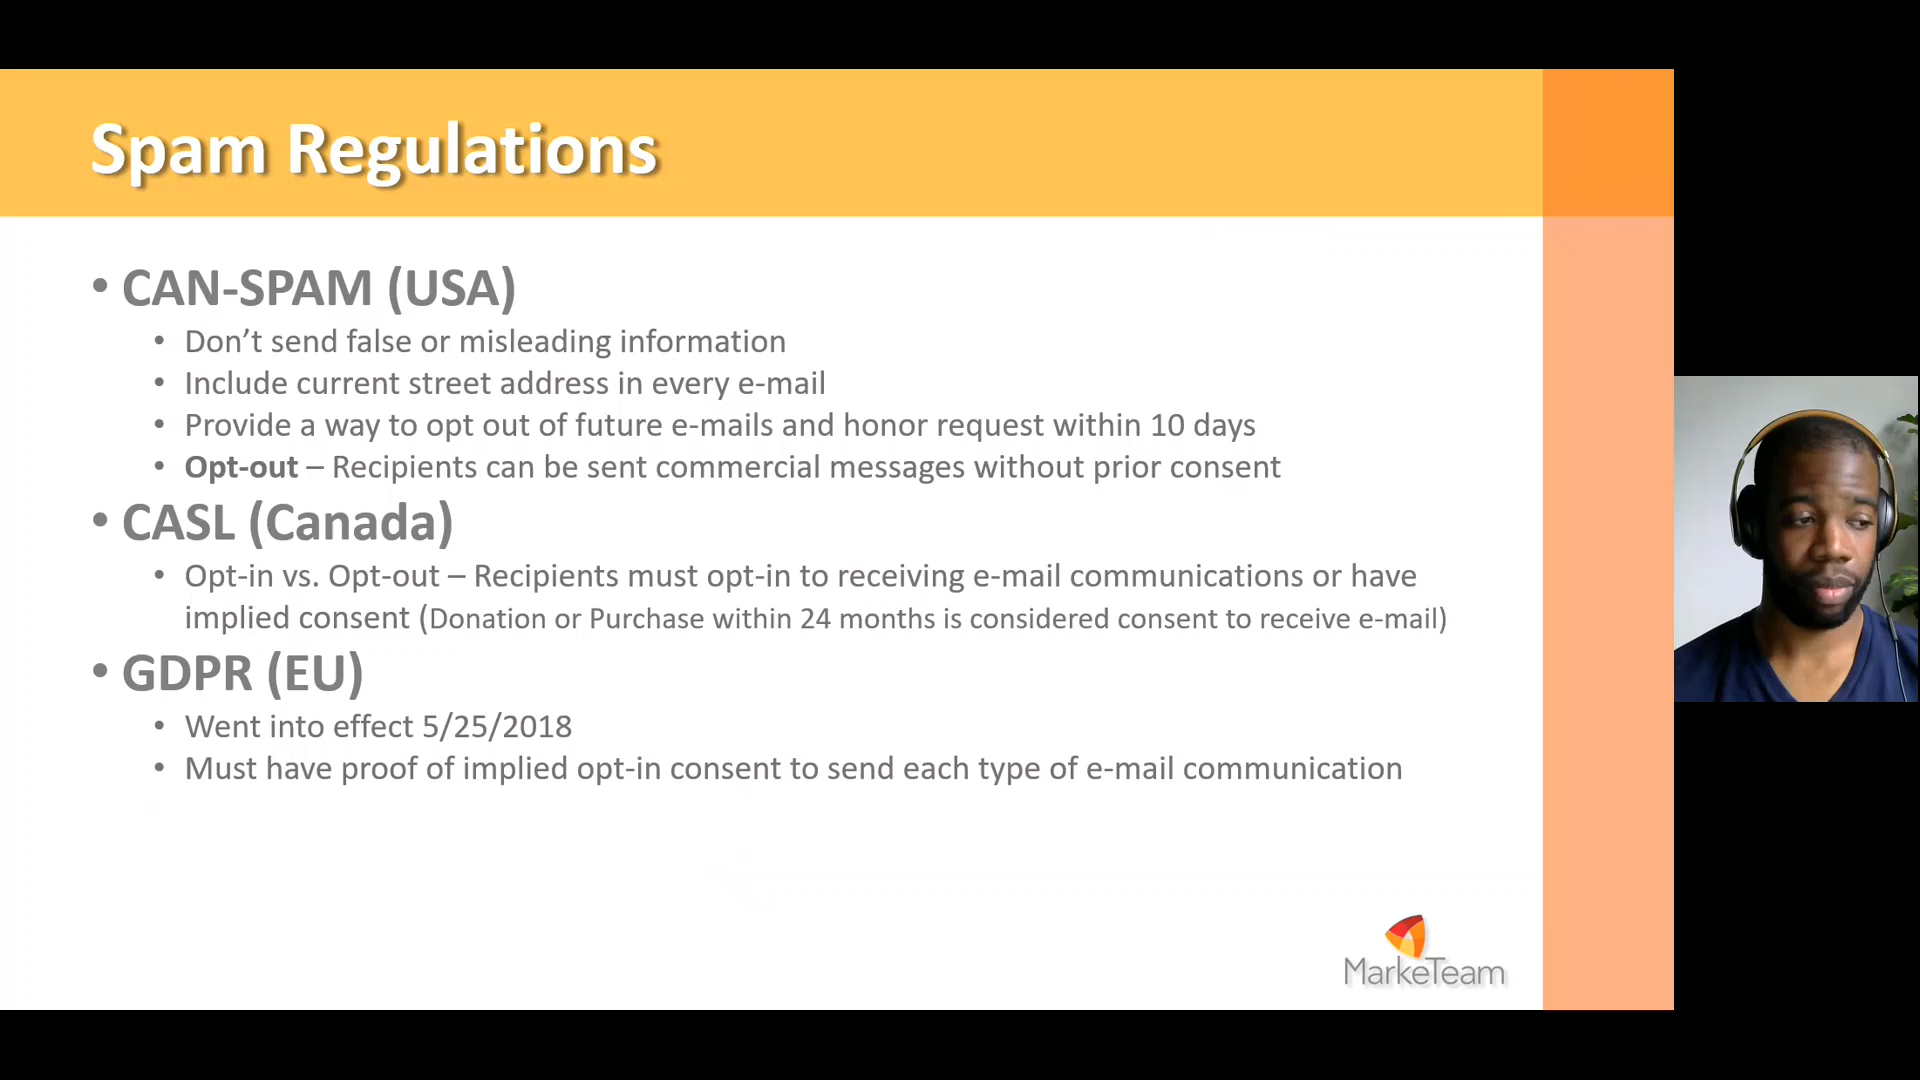 Spam Regulations
• CAN-SPAM (USA)
• Don’t send false or misleading information
• Include current street address in every e-mail
• Provide a way to opt out of future e-mails and honor request within 10 days
• Opt-out – Recipients can be sent commercial messages without prior consent
• CASL (Canada)
• Opt-in vs. Opt-out – Recipients must opt-in to receiving e-mail communications or have
implied consent (Donation or Purchase within 24 months is considered consent to receive e-mail)
• GDPR (EU)
• Went into effect 5/25/2018
• Must have proof of implied opt-in consent to send each type of e-mail communication
MarkeTeam